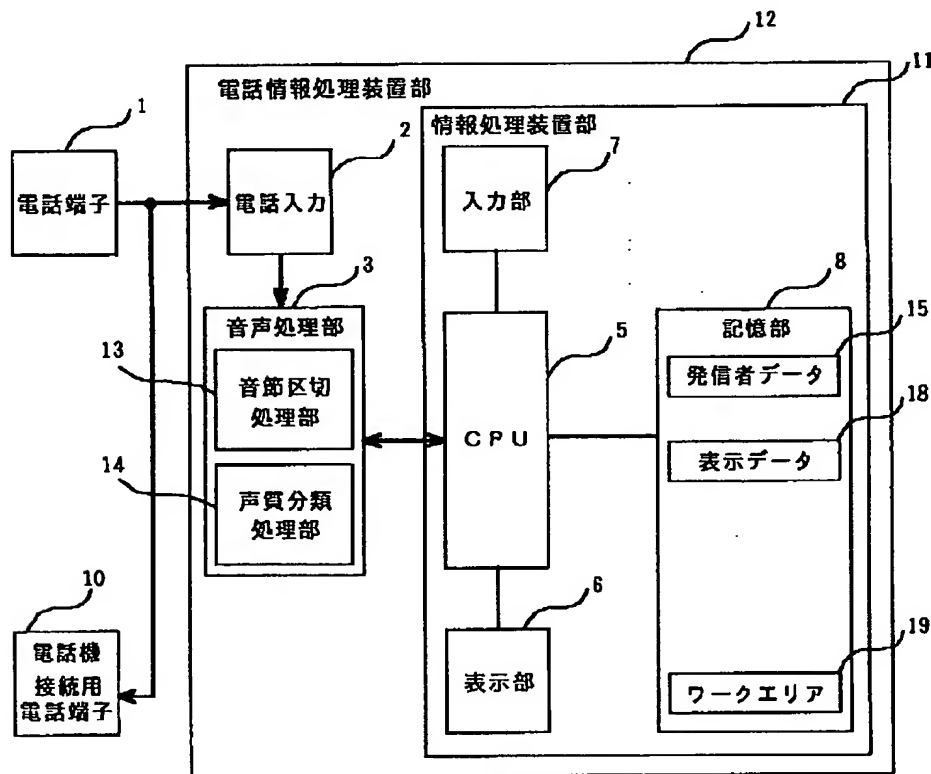 12
電話情報処理装置部
11
1
2
情報処理装置部
7
電話端子
電話入力
入力部
3
8
音声処理部
記憶部
15
13
5
発信者データ
音節区切
処理部
18
CPU
表示データ
14
声質分類
処理部
10
6
19
電話機
接続用
電話端子
表示部
ワークエリア